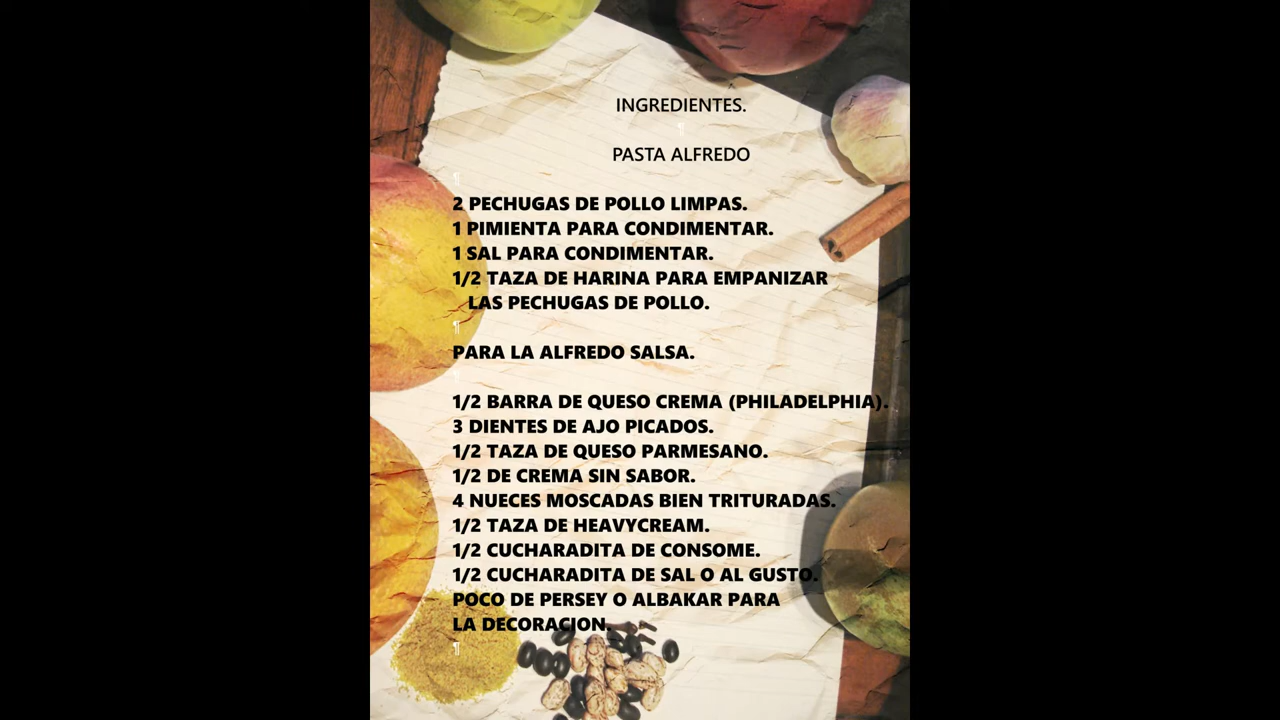 INGREDIENTES.
PASTA ALFREDO
2 PECHUGAS DE POLLO LIMPAS.
1 PIMIENTA PARA CONDIMENTAR.
1 SAL PARA CONDIMENTAR.
1/2 TAZA DE HARINA PARA EMPANIZAR
LAS PECHUGAS DE POLLO.
PARA LA ALFREDO SALSA.
1/2 BARRA DE QUESO CREMA (PHILADELPHIA).
3 DIENTES DE AJO PICADOS.
1/2 TAZA DE QUESO PARMESANO.
1/2 DE CREMA SIN SABOR.
4 NUECES MOSCADAS BIEN TRITURADAS.
1/2 TAZA DE HEAVYCREAM.
1/2 CUCHARADITA DE CONSOME.
1/2 CUCHARADITA DE SAL O AL GUSTO.
POCO DE PERSEY O ALBAKAR PARA
LA DECORACION.